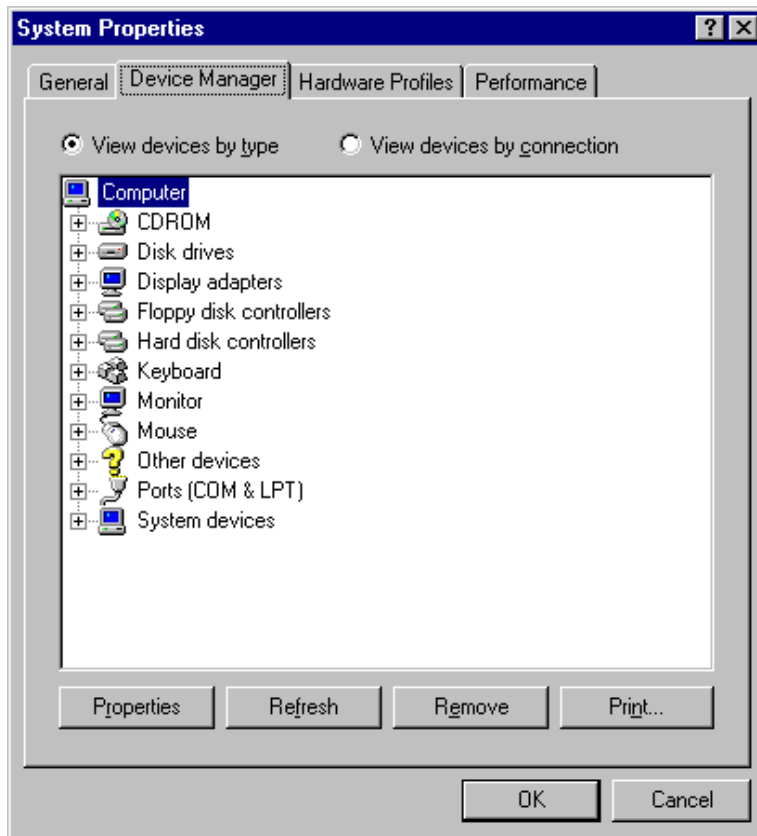 System Properties
General Device Manager Hardware Profiles Performance
View devices by type View devices by connection
Computer
CDROM
Disk drives
Display adapters
Floppy disk controllers
Hard disk controllers
Keyboard
Monitor
Mouse
Other devices
Ports (COM & LPT)
System devices
Properties Refresh Remove Print...
OK Cancel